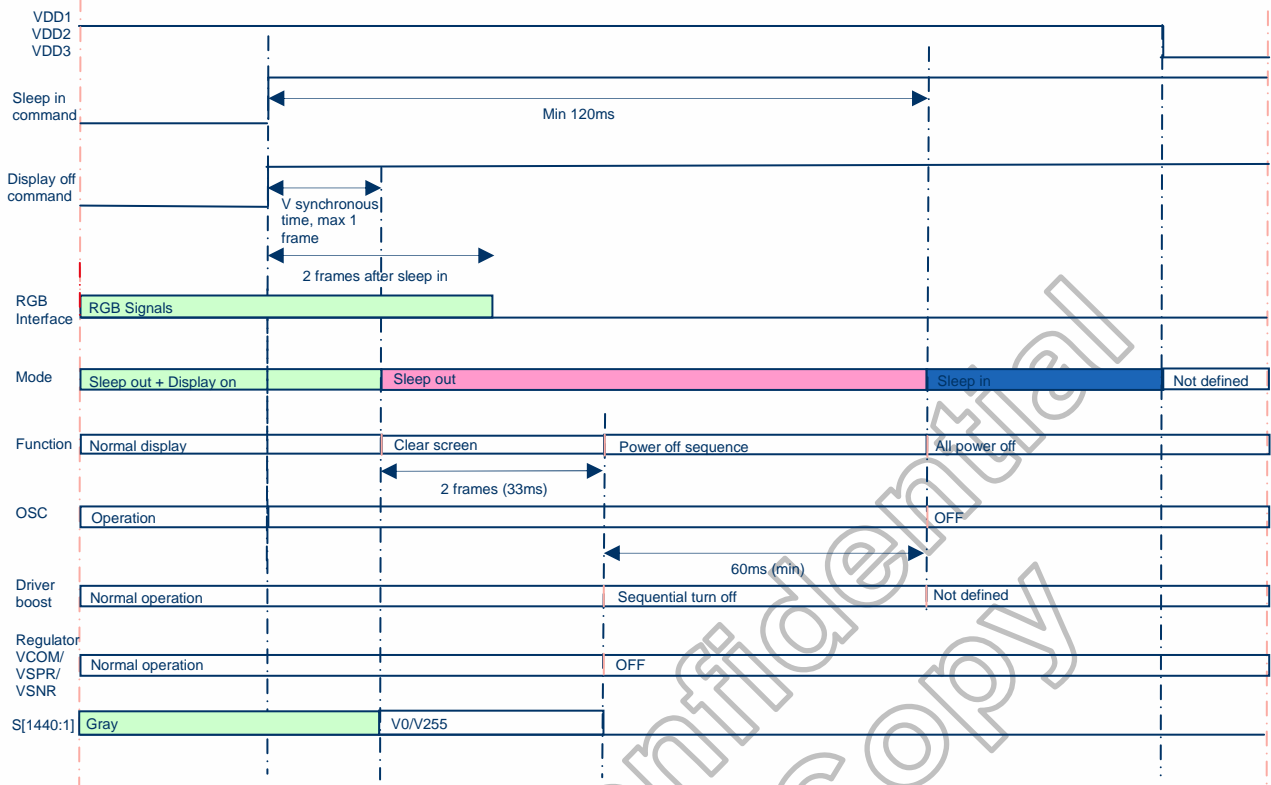 VDD1
VDD2
VDD3
Sleep in
command
Min 120ms
Display off
command
V synchronous
time, max 1
frame
2 frames after sleep in
RGB
Interface
RGB Signals
Mode
Sleep out + Display on
Sleep out
Sleep in
Not defined
Function
Normal display
Clear screen
Power off sequence
All power off
2 frames (33ms)
OSC
Operation
OFF
60ms (min)
Driver
boost
Normal operation
Sequential turn off
Not defined
Regulator
VCOM/
VSPR/
VSNR
Normal operation
OFF
S[1440:1]
Gray
V0/V255
nfidential
Copy